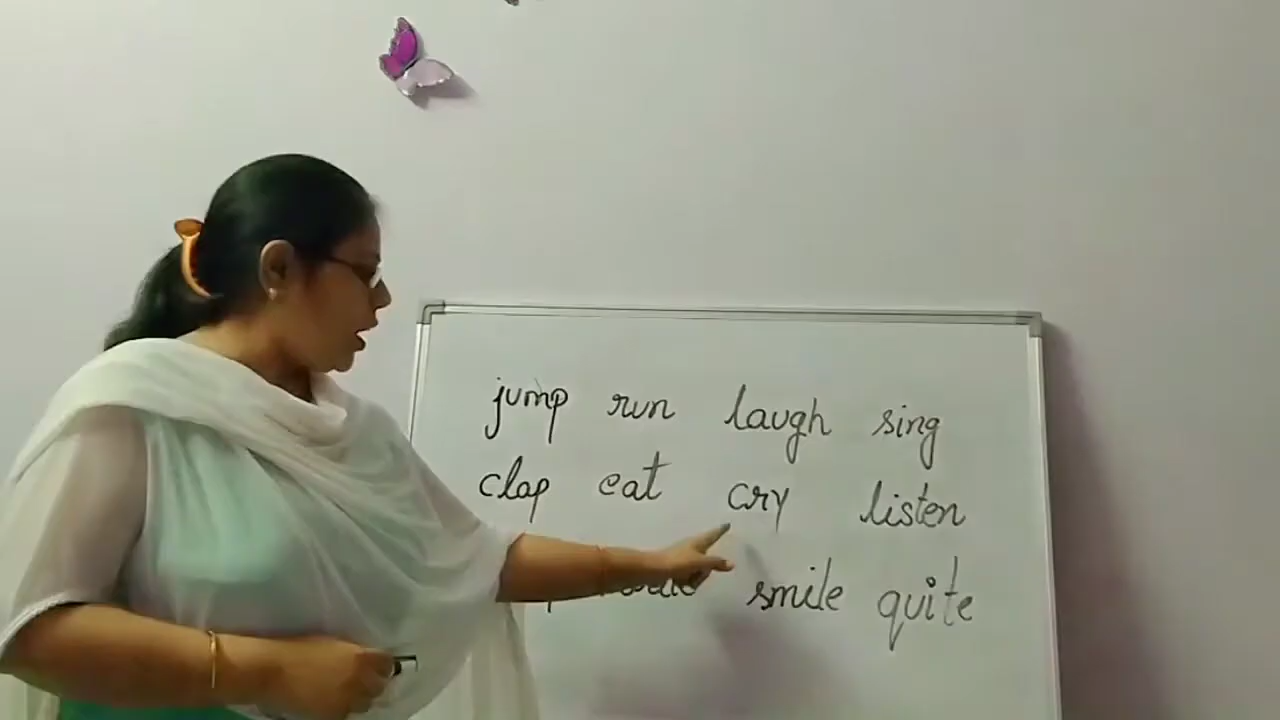 jump run laugh sing
clap eat cry listen
smile quite